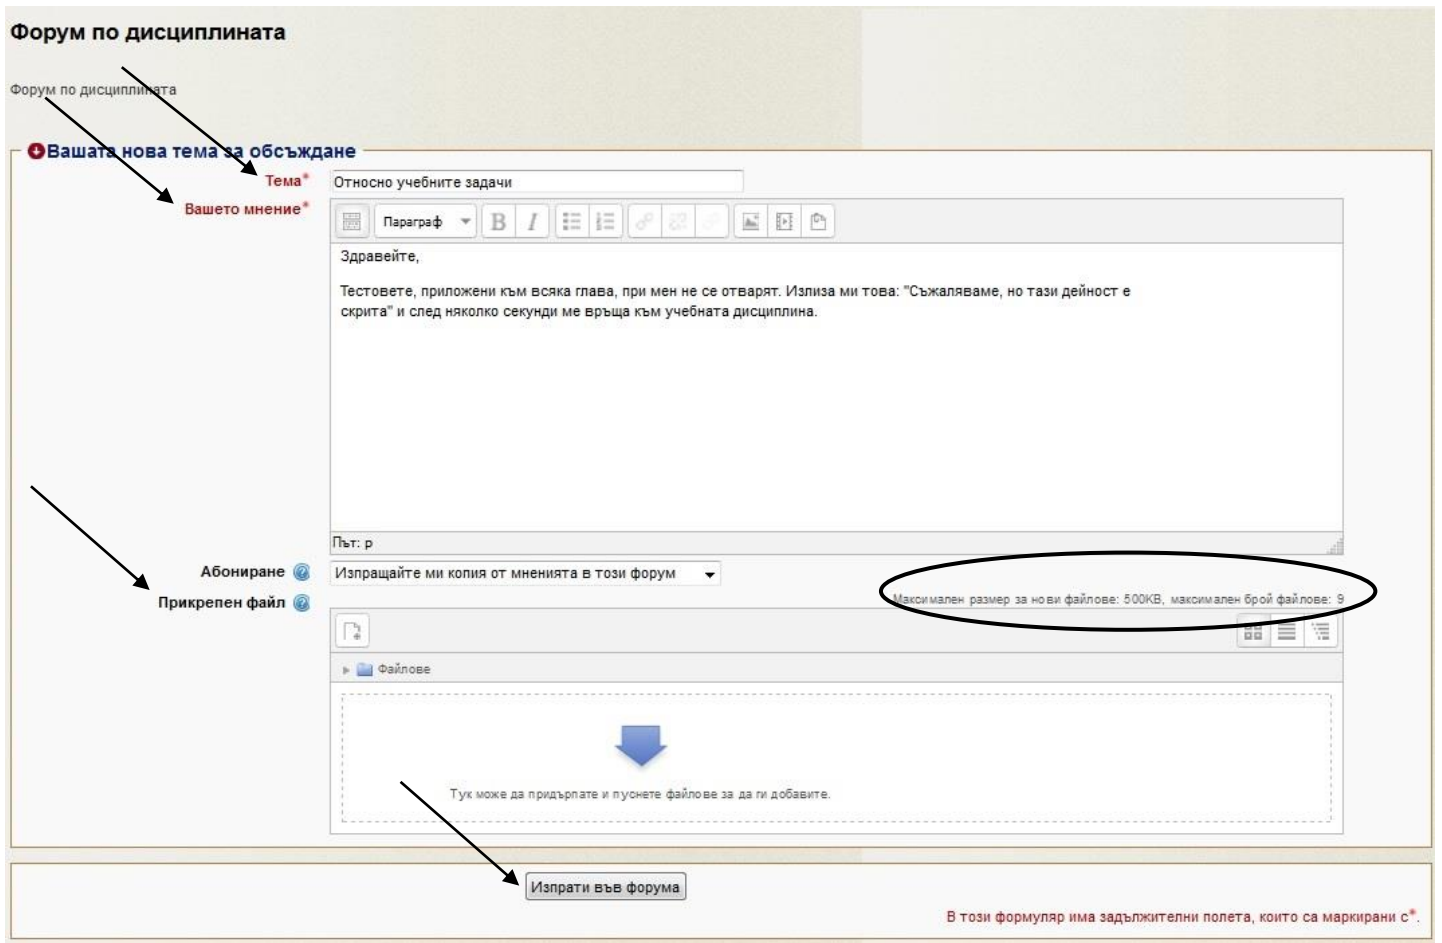 Форум по дисциплината
Форум по дисциплината
Вашата нова тема за обсъждане
Тема* Относно учебните задачи
Вашето мнение*
Параграф B I
Здравейте,
Тестовете, приложени към всяка глава, при мен не се отварят. Излиза ми това: "Съжаляваме, но тази дейност е
скрита" и след няколко секунди ме връща към учебната дисциплина.
Път: p
Абониране Изпращайте ми копия от мненията в този форум
Прикрепен файл Максимален размер за нови файлове: 500KB, максимален брой файлове: 9
Файлове
Тук може да придърпате и пуснете файлове за да ги добавите.
Изпрати във форума
В този формуляр има задължителни полета, които са маркирани с*.